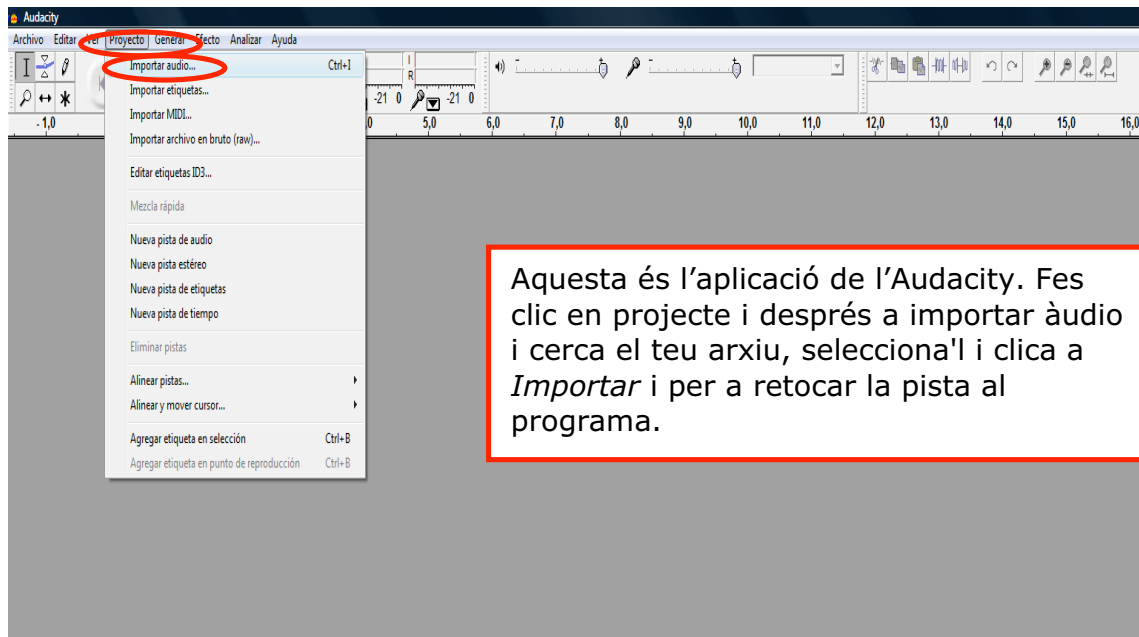 Audacity
Archivo Editar Ver Proyecto Generar Efecto Analizar Ayuda
Importar audio... Ctrl+I
Importar etiquetas...
Importar MIDI...
Importar archivo en bruto (raw)...
Editar etiquetas ID3...
Mezcla rápida
Nueva pista de audio
Nueva pista estéreo
Nueva pista de etiquetas
Nueva pista de tiempo
Eliminar pistas
Alinear pistas...
Alinear y mover cursor...
Agregar etiqueta en selección Ctrl+B
Agregar etiqueta en punto de reproducción Ctrl+B
R
-21 0 -21 0
- 1,0 5,0 6,0 7,0 8,0 9,0 10,0 11,0 12,0 13,0 14,0 15,0 16,0
Aquesta és l’aplicació de l’Audacity. Fes
clic en projecte i després a importar àudio
i cerca el teu arxiu, selecciona'l i clica a
Importar i per a retocar la pista al
programa.